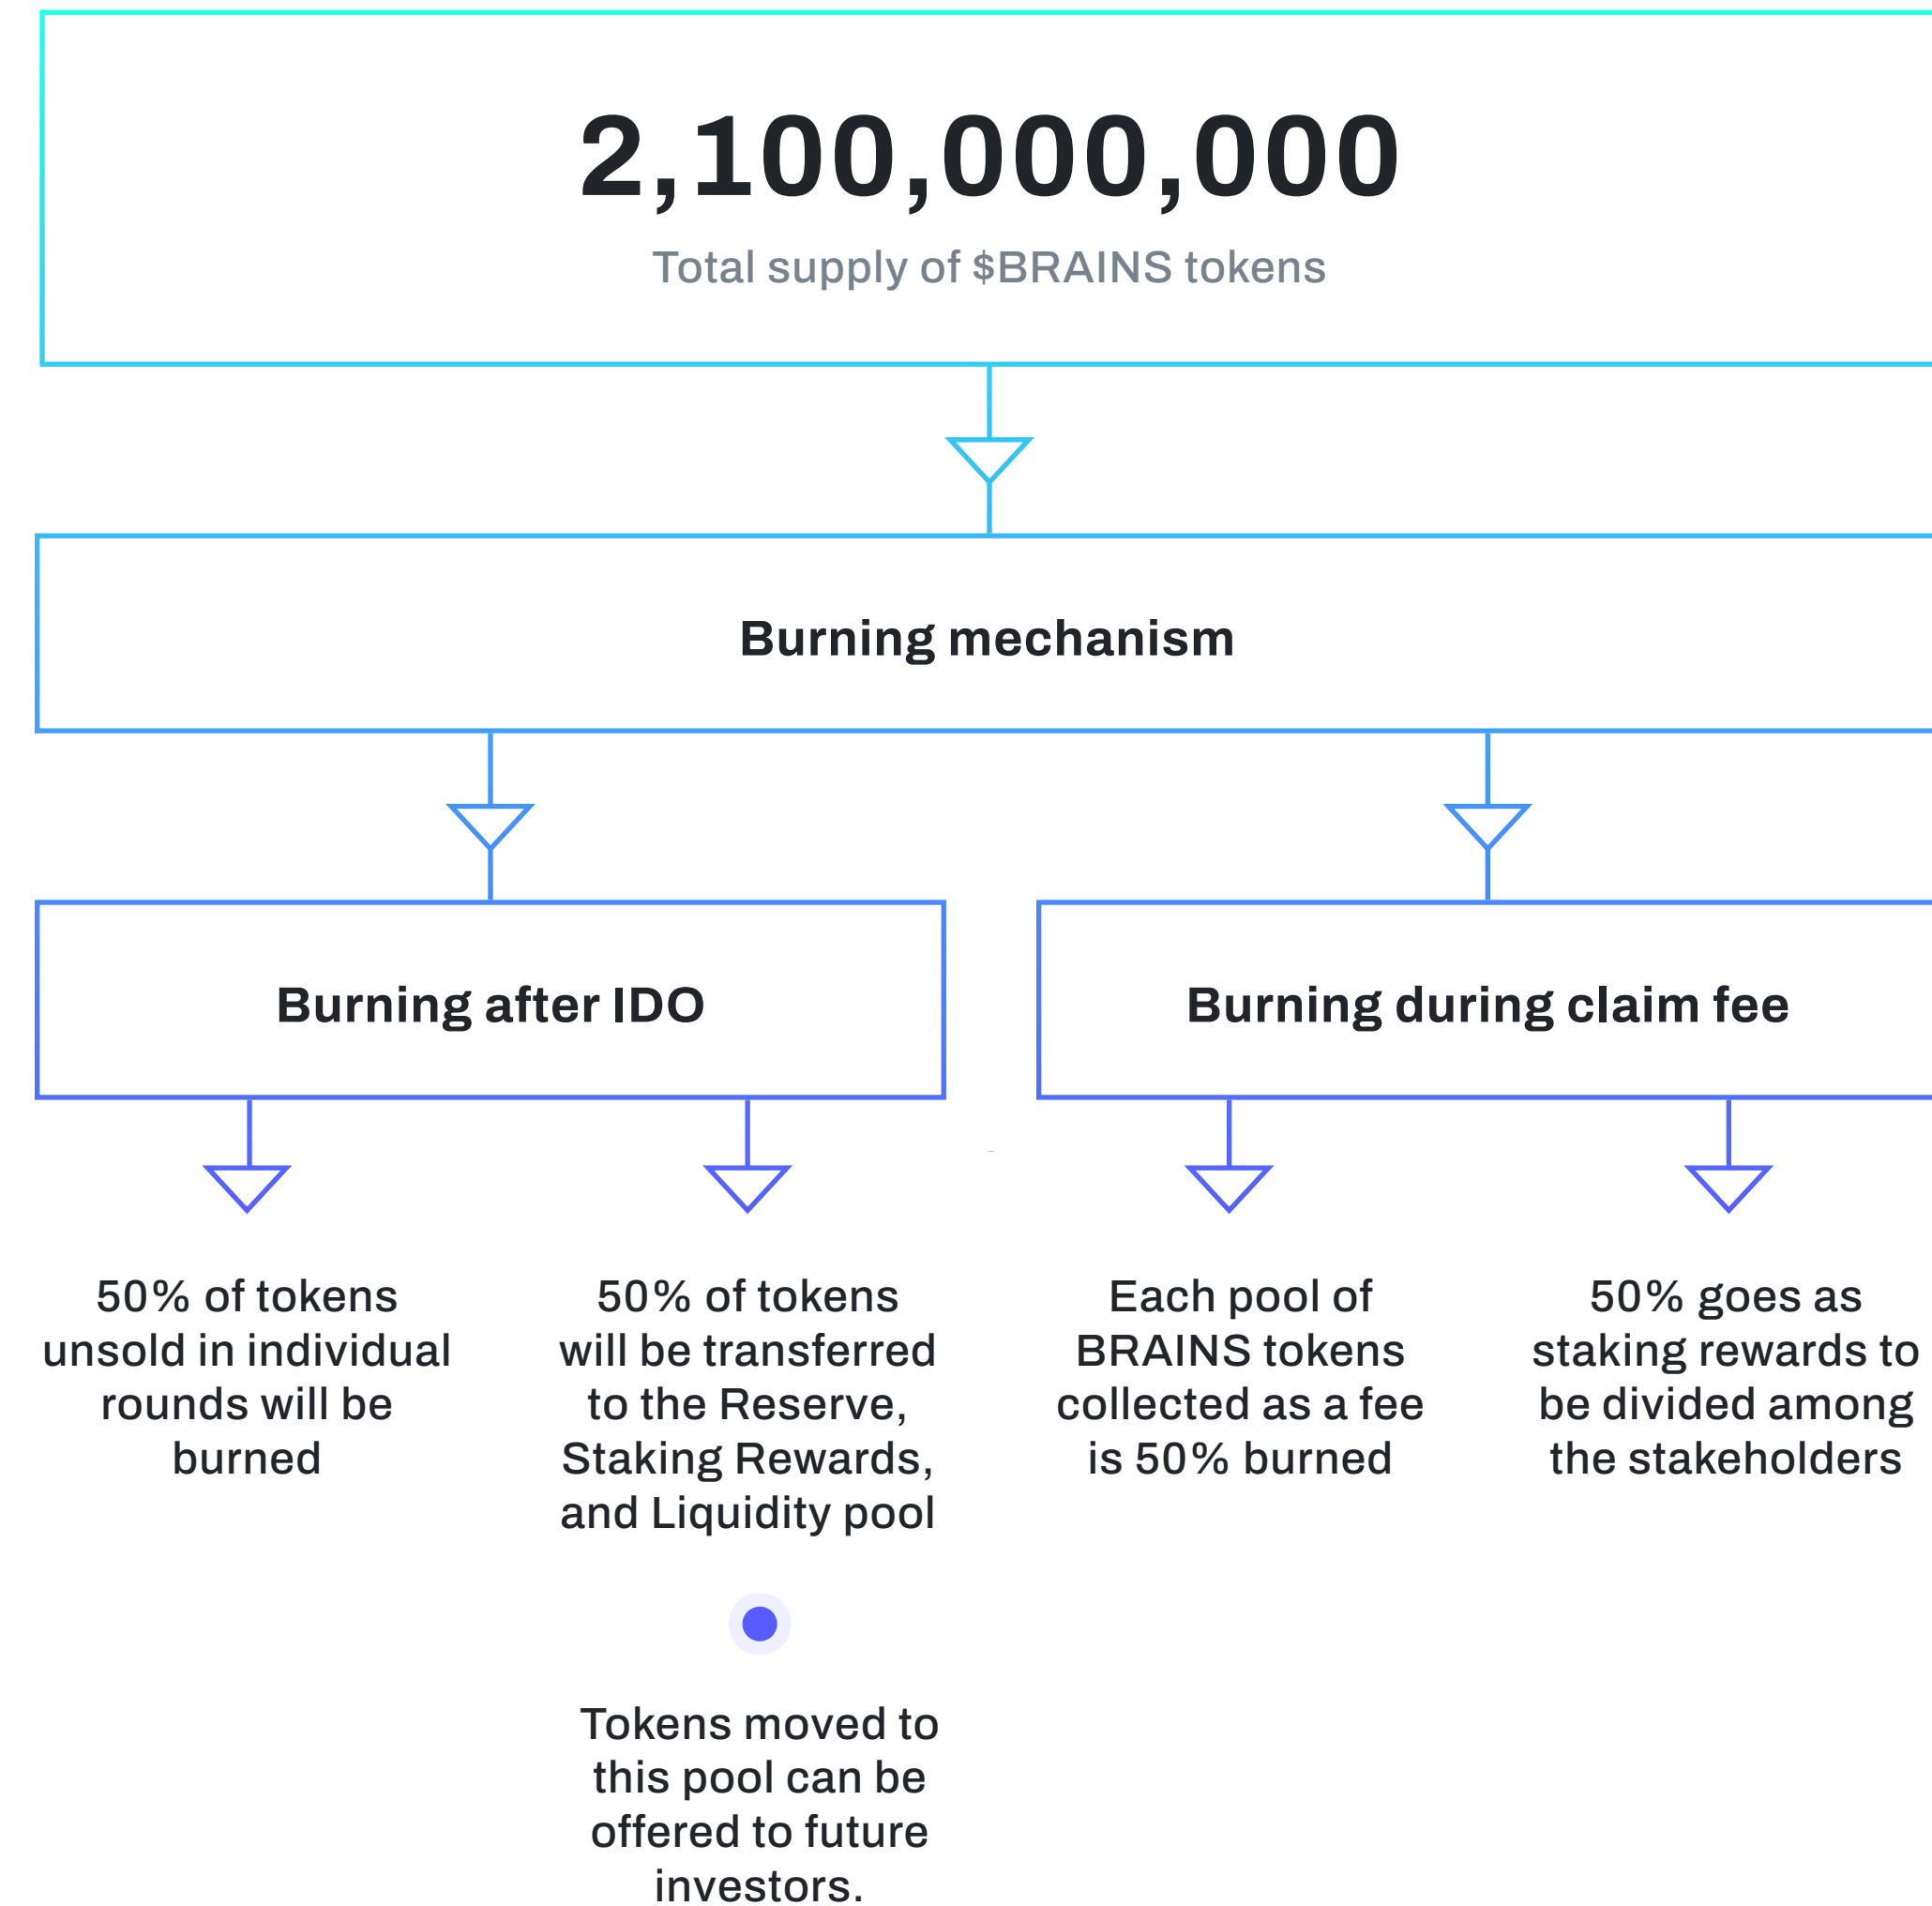 2,100,000,000
Total supply of $BRAINS tokens
Burning mechanism
Burning after IDO
Burning during claim fee
50% of tokens
unsold in individual
rounds will be
burned
50% of tokens
will be transferred
to the Reserve,
Staking Rewards,
and Liquidity pool
Tokens moved to
this pool can be
offered to future
investors.
Each pool of
BRAINS tokens
collected as a fee
is 50% burned
50% goes as
staking rewards to
be divided among
the stakeholders